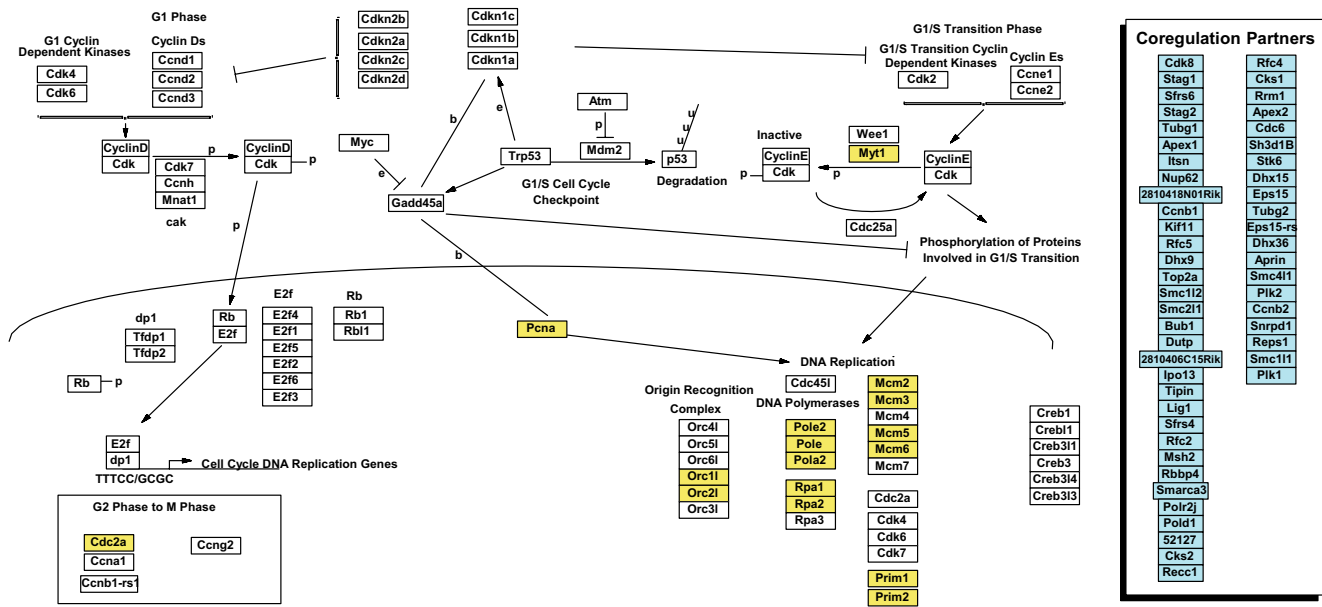 G1 Phase
G1 Cyclin
Dependent Kinases
Cdk4
Cdk6
Cyclin Ds
Ccnd1
Ccnd2
Ccnd3
Cdkn2b
Cdkn2a
Cdkn2c
Cdkn2d
Cdkn1c
Cdkn1b
Cdkn1a
G1/S Transition Phase
G1/S Transition Cyclin
Dependent Kinases
Cdk2
Cyclin Es
Ccne1
Ccne2
CyclinD
Cdk
p
Cdk7
Ccnh
Mnat1
cak
CyclinD
Cdk
p
p
Myc
e
b
e
Trp53
Gadd45a
Atm
p
Mdm2
G1/S Cell Cycle
Checkpoint
u
u
u
p53
Degradation
Inactive
CyclinE
Cdk
p
Wee1
Myt1
p
CyclinE
Cdk
Cdc25a
Phosphorylation of Proteins
Involved in G1/S Transition
b
dp1
Tfdp1
Tfdp2
Rb
E2f
E2f
E2f4
E2f1
E2f5
E2f2
E2f6
E2f3
Rb
Rb1
Rbl1
Rb
p
E2f
dp1
TTTCC/GCGC
Cell Cycle DNA Replication Genes
G2 Phase to M Phase
Cdc2a
Ccna1
Ccnb1-rs1
Ccng2
Pcna
DNA Replication
Origin Recognition
Complex
Orc4l
Orc5l
Orc6l
Orc1l
Orc2l
Orc3l
Cdc45l
DNA Polymerases
Pole2
Pole
Pola2
Rpa1
Rpa2
Rpa3
Mcm2
Mcm3
Mcm4
Mcm5
Mcm6
Mcm7
Cdc2a
Cdk4
Cdk6
Cdk7
Prim1
Prim2
Creb1
Crebl1
Creb3l1
Creb3
Creb3l4
Creb3l3
Coregulation Partners
Cdk8
Stag1
Sfrs6
Stag2
Tubg1
Apex1
Itsn
Nup62
2810418N01Rik
Ccnb1
Kif11
Rfc5
Dhx9
Top2a
Smc1l2
Smc2l1
Bub1
Dutp
2810406C15Rik
Ipo13
Tipin
Lig1
Sfrs4
Rfc2
Msh2
Rbbp4
Smarca3
Polr2j
Pold1
52127
Cks2
Recc1
Rfc4
Cks1
Rrm1
Apex2
Cdc6
Sh3d1B
Stk6
Dhx15
Eps15
Tubg2
Eps15-rs
Dhx36
Aprin
Smc4l1
Plk2
Ccnb2
Snrpd1
Reps1
Smc1l1
Plk1